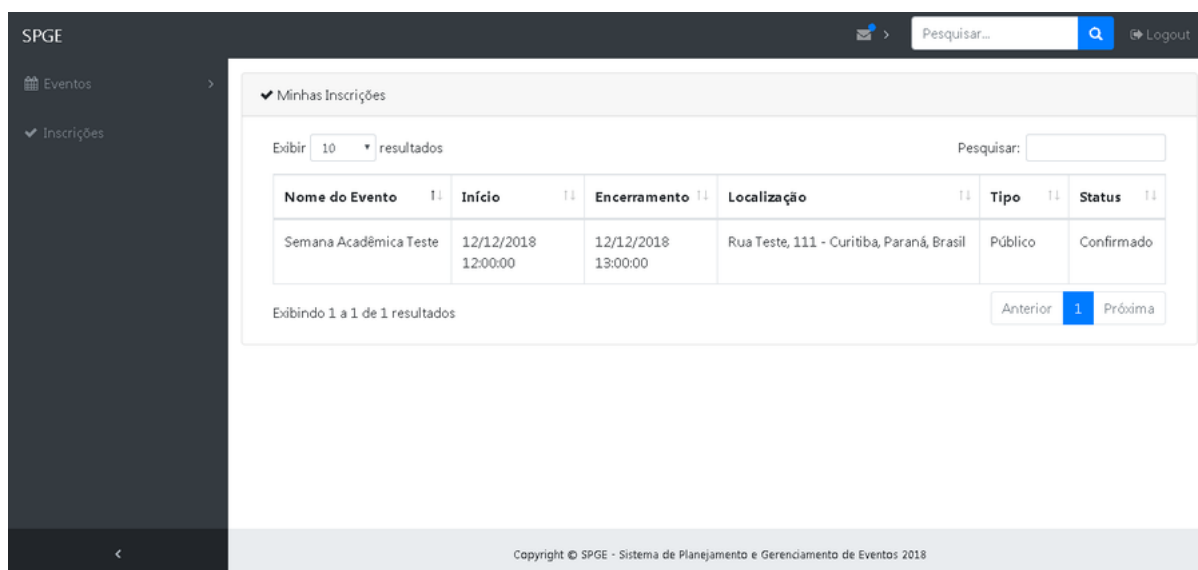 SPGE
Pesquisar...
Logout
Eventos
Inscrições
Minhas Inscrições
Exibir 10 resultados
Pesquisar:
Nome do Evento Início Encerramento Localização Tipo Status
Semana Acadêmica Teste 12/12/2018 12/12/2018 Rua Teste, 111 - Curitiba, Paraná, Brasil Público Confirmado
12:00:00 13:00:00
Exibindo 1 a 1 de 1 resultados
Anterior 1 Próxima
Copyright © SPGE - Sistema de Planejamento e Gerenciamento de Eventos 2018